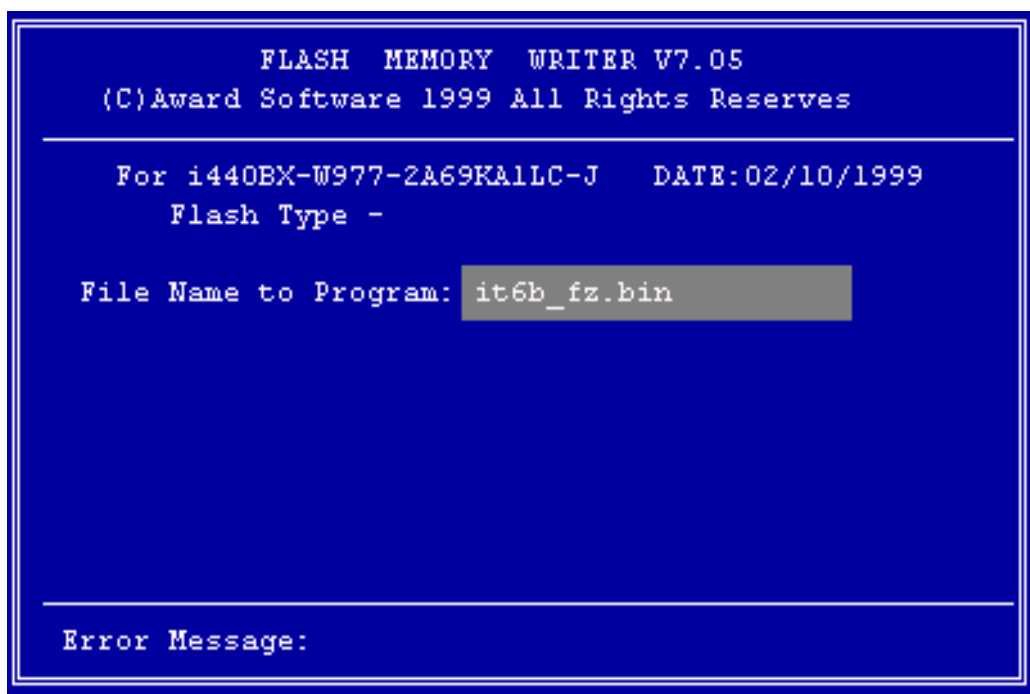 FLASH MEMORY WRITER V7.05
(C)Award Software 1999 All Rights Reserves
For i440BX-W977-2A69KA1LC-J DATE:02/10/1999
Flash Type -
File Name to Program: it6b_fz.bin
Error Message: